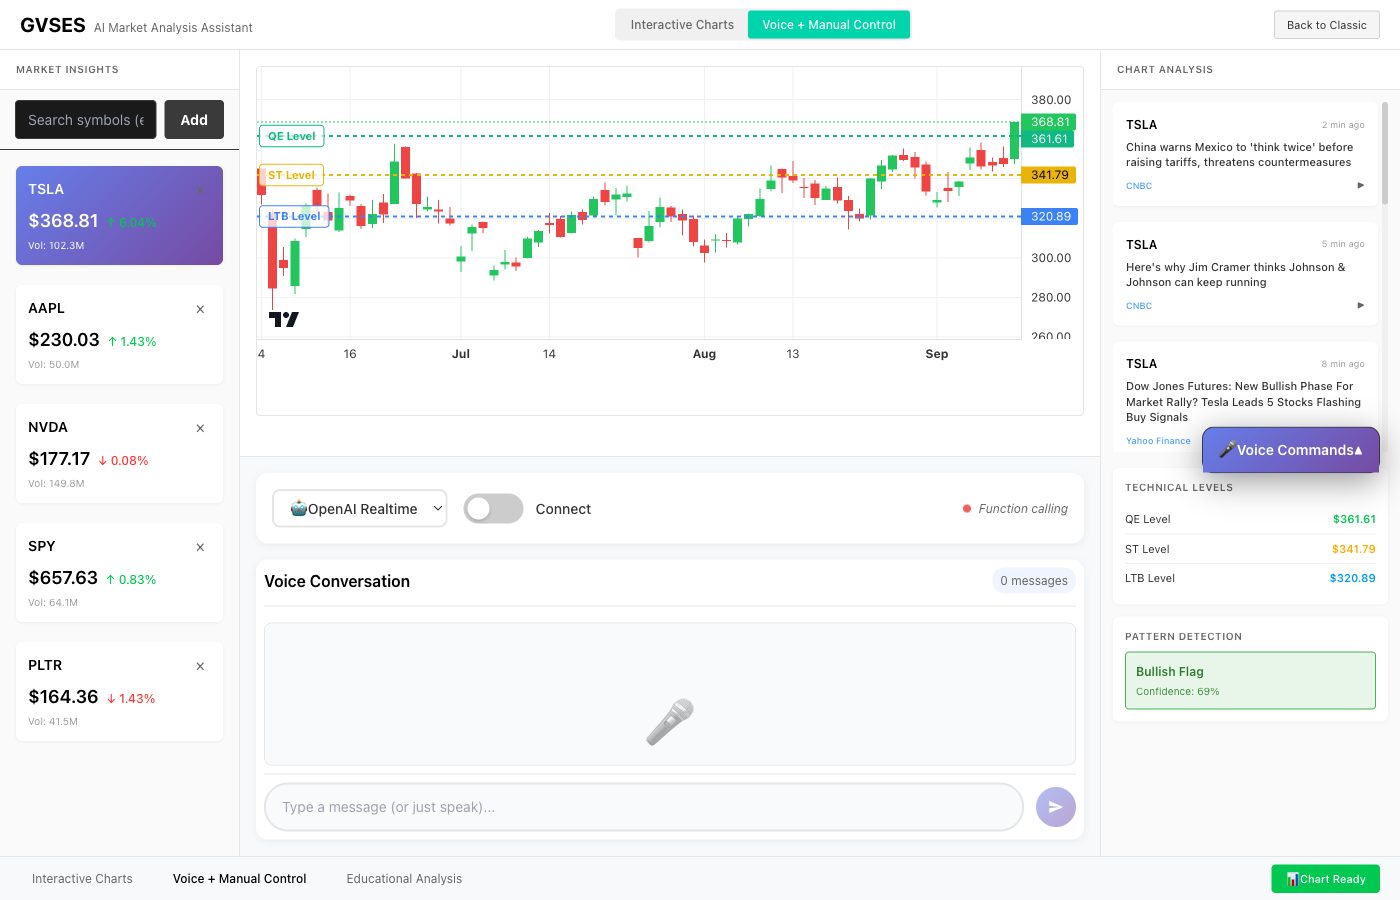 GVSES AI Market Analysis Assistant
Interactive Charts
Voice + Manual Control
Back to Classic
MARKET INSIGHTS
Search symbols (e
Add
TSLA
$368.81 ↑ 6.04%
Vol: 102.3M
AAPL ×
$230.03 ↑ 1.43%
Vol: 50.0M
NVDA ×
$177.17 ↓ 0.08%
Vol: 149.8M
SPY ×
$657.63 ↑ 0.83%
Vol: 64.1M
PLTR ×
$164.36 ↓ 1.43%
Vol: 41.5M
QE Level
ST Level
LTB Level
380.00
368.81
361.61
341.79
320.89
300.00
280.00
260.00
4 16 Jul 14 Aug 13 Sep
🤖OpenAI Realtime
Connect
Function calling
Voice Conversation
0 messages
Type a message (or just speak)...
CHART ANALYSIS
TSLA 2 min ago
China warns Mexico to 'think twice' before
raising tariffs, threatens countermeasures
CNBC ▶
TSLA 5 min ago
Here's why Jim Cramer thinks Johnson &
Johnson can keep running
CNBC ▶
TSLA 8 min ago
Dow Jones Futures: New Bullish Phase For
Market Rally? Tesla Leads 5 Stocks Flashing
Buy Signals
Yahoo Finance
🎤Voice Commands▲
TECHNICAL LEVELS
QE Level $361.61
ST Level $341.79
LTB Level $320.89
PATTERN DETECTION
Bullish Flag
Confidence: 69%
Interactive Charts
Voice + Manual Control
Educational Analysis
📊Chart Ready